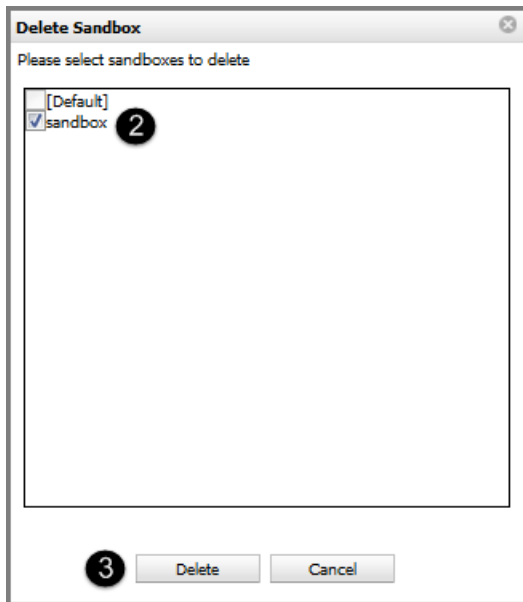 Delete Sandbox
Please select sandboxes to delete
[Default]
sandbox 2
3 Delete Cancel